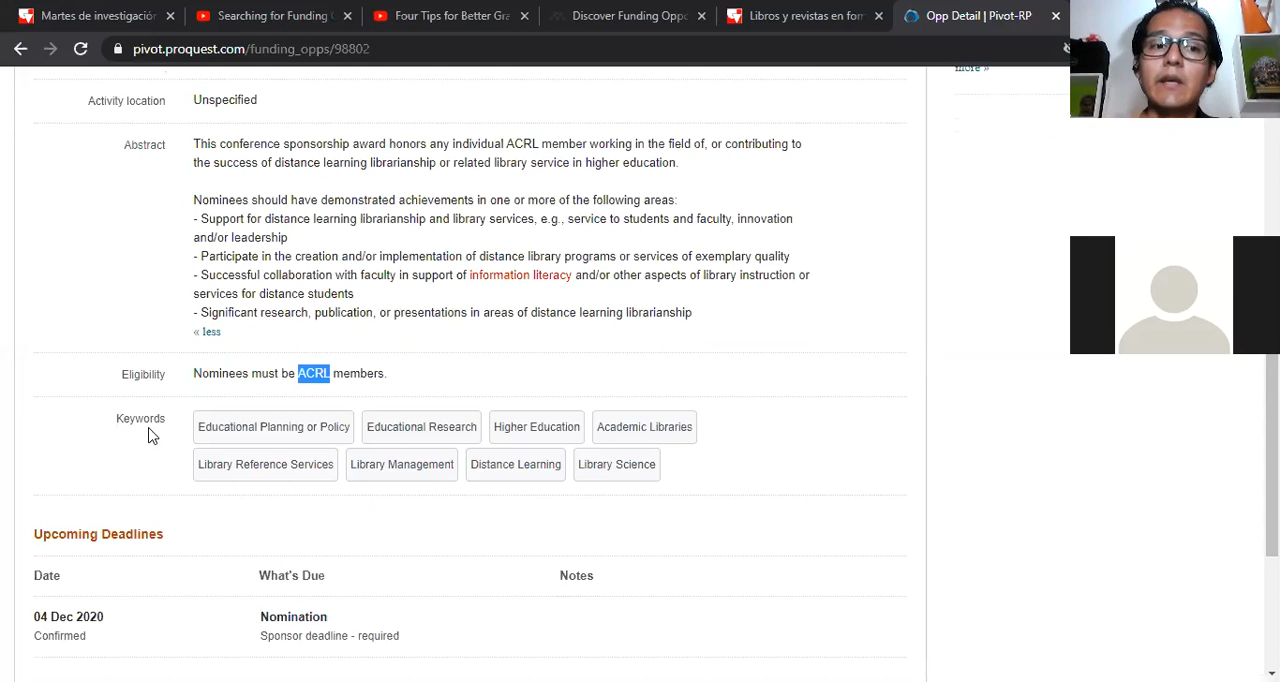 Martes de investigación
Searching for Funding
Four Tips for Better Gra
Discover Funding Oppo
Libros y revistas en for
Opp Detail | Pivot-RP
pivot.proquest.com/funding_opps/98802
more »
Activity location
Unspecified
Abstract
This conference sponsorship award honors any individual ACRL member working in the field of, or contributing to
the success of distance learning librarianship or related library service in higher education.
Nominees should have demonstrated achievements in one or more of the following areas:
- Support for distance learning librarianship and library services, e.g., service to students and faculty, innovation
and/or leadership
- Participate in the creation and/or implementation of distance library programs or services of exemplary quality
- Successful collaboration with faculty in support of information literacy and/or other aspects of library instruction or
services for distance students
- Significant research, publication, or presentations in areas of distance learning librarianship
« less
Eligibility
Nominees must be ACRL members.
Keywords
Educational Planning or Policy
Educational Research
Higher Education
Academic Libraries
Library Reference Services
Library Management
Distance Learning
Library Science
Upcoming Deadlines
Date
What's Due
Notes
04 Dec 2020
Nomination
Confirmed
Sponsor deadline - required